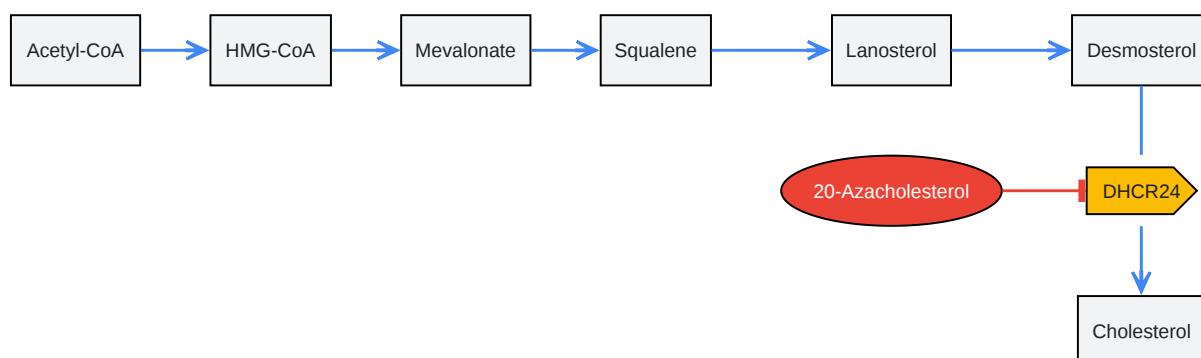 Acetyl-CoA
HMG-CoA
Mevalonate
Squalene
Lanosterol
Desmosterol
20-Azacholesterol
DHCR24
Cholesterol